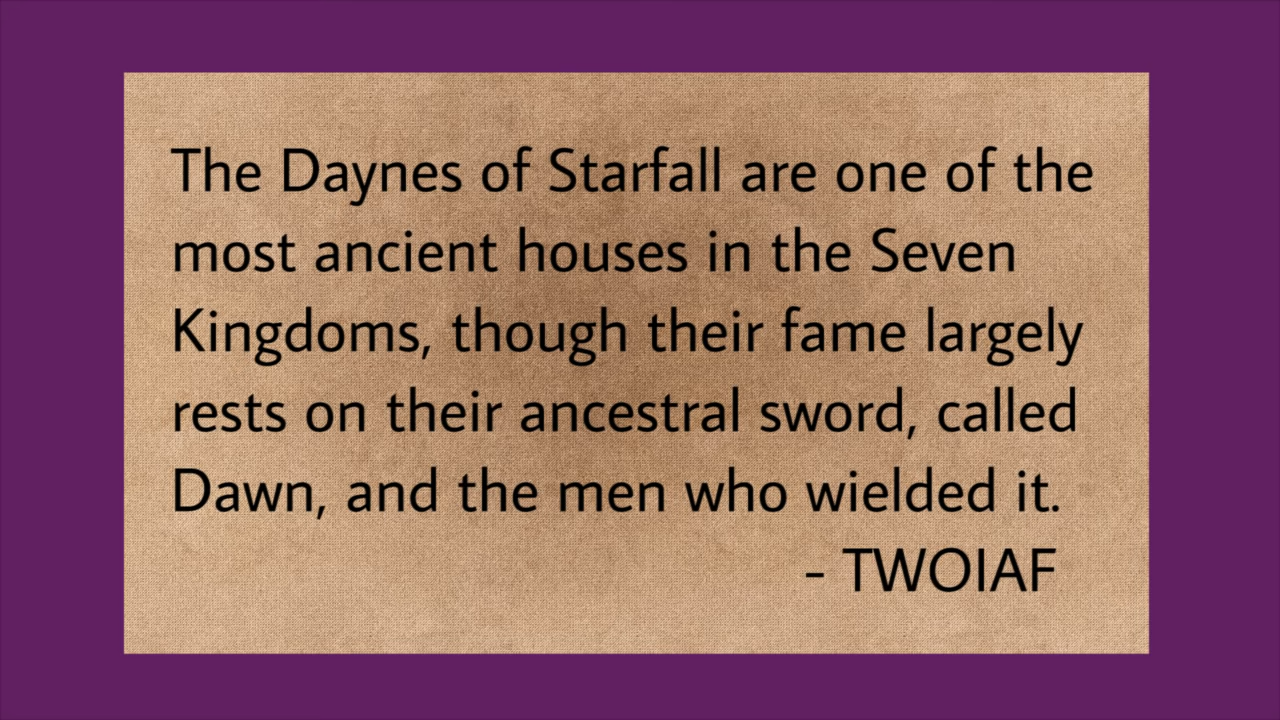 The Daynes of Starfall are one of the
most ancient houses in the Seven
Kingdoms, though their fame largely
rests on their ancestral sword, called
Dawn, and the men who wielded it.
- TWOIAF